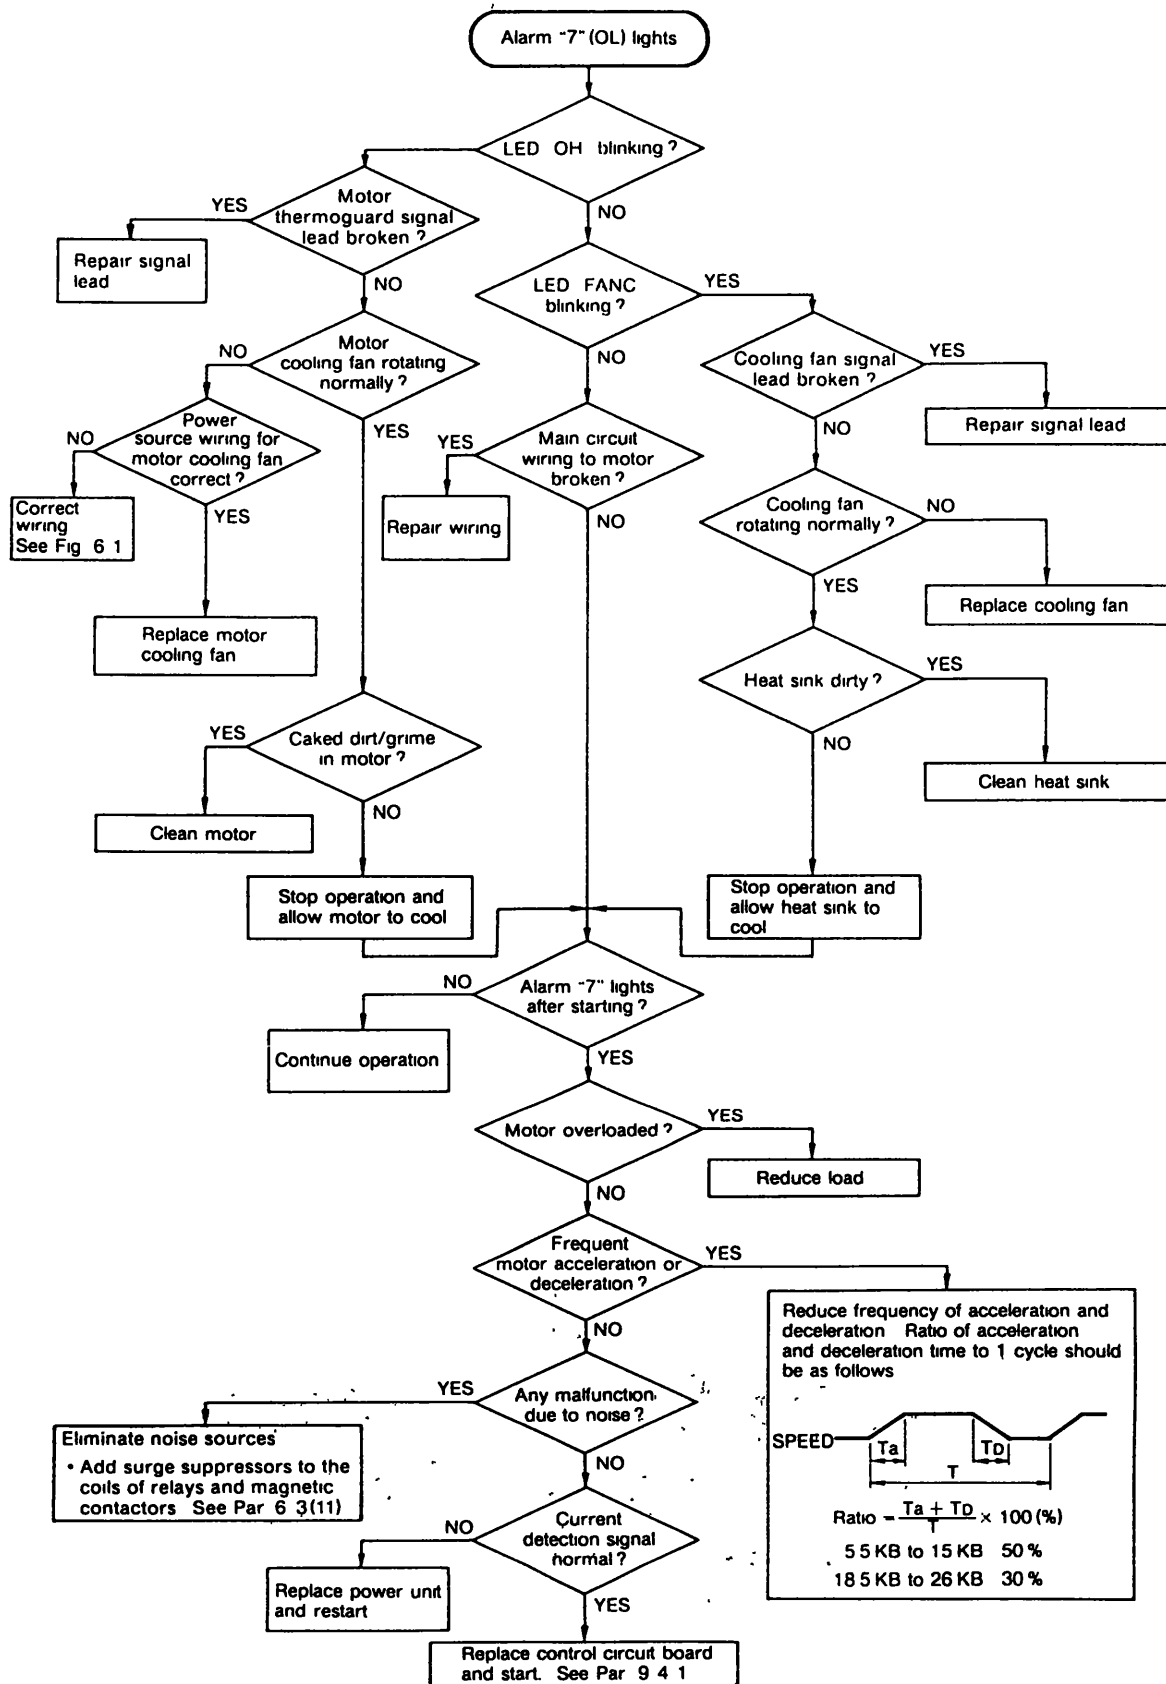 Alarm "7" (OL) lights
LED OH blinking?
NO
Motor
thermoguard signal
lead broken?
YES
Repair signal
lead
NO
LED FANC
blinking?
YES
NO
Motor
cooling fan rotating
normally?
NO
YES
Cooling fan signal
lead broken?
YES
Repair signal lead
NO
Power
source wiring for
motor cooling fan
correct?
NO
Correct
wiring
See Fig 6 1
YES
Replace motor
cooling fan
Main circuit
wiring to motor
broken?
YES
Repair wiring
NO
Cooling fan
rotating normally?
NO
Replace cooling fan
YES
Heat sink dirty?
YES
Clean heat sink
NO
Caked dirt/grime
in motor?
YES
Clean motor
NO
Stop operation and
allow motor to cool
Stop operation and
allow heat sink to
cool
Alarm "7" lights
after starting?
NO
Continue operation
YES
Motor overloaded?
YES
Reduce load
NO
Frequent
motor acceleration or
deceleration?
YES
Reduce frequency of acceleration and
deceleration Ratio of acceleration
and deceleration time to 1 cycle should
be as follows
SPEED
Ta
TD
T
Ratio = Ta + TD / T × 100 (%)
5 5 KB to 15 KB 50 %
18 5 KB to 26 KB 30 %
NO
Any malfunction
due to noise?
YES
Eliminate noise sources
• Add surge suppressors to the
coils of relays and magnetic
contactors See Par 6 3(11)
NO
Current
detection signal
normal?
NO
Replace power unit
and restart
YES
Replace control circuit board
and start. See Par 9 4 1